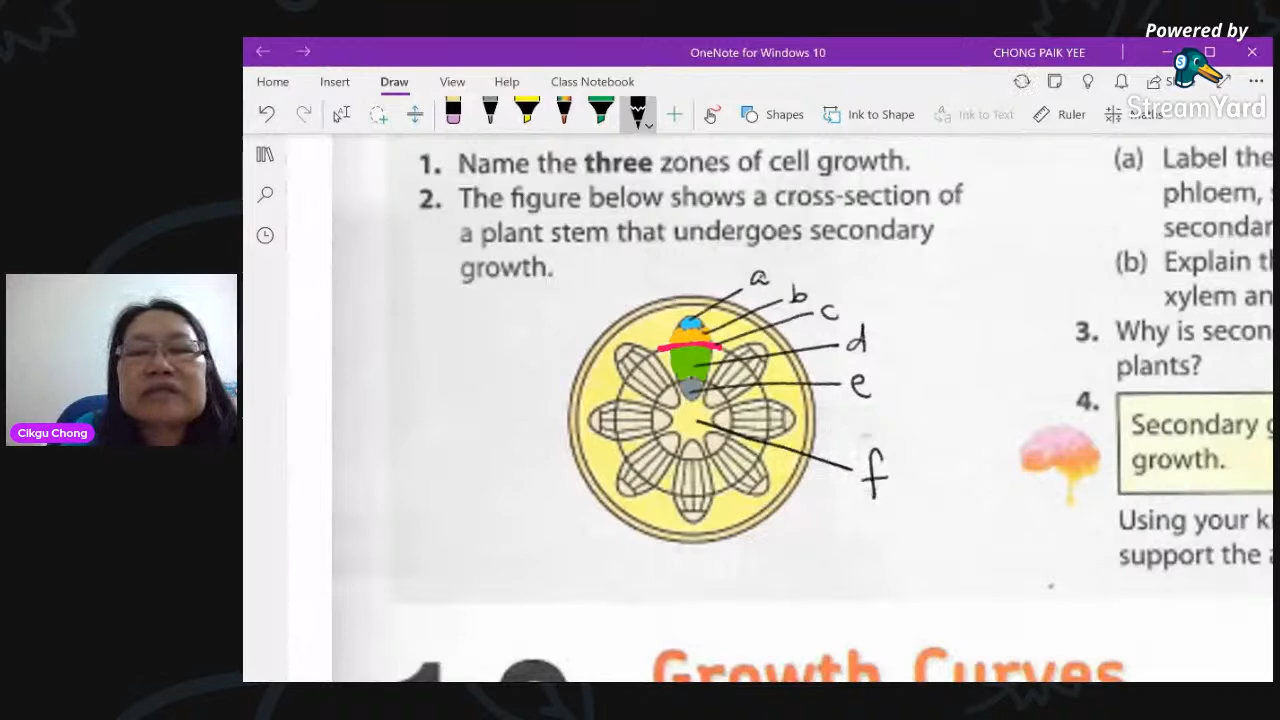 Powered by
StreamYard
OneNote for Windows 10
CHONG PAIK YEE
Home
Insert
Draw
View
Help
Class Notebook
Shapes
Ink to Shape
Ink to Text
Ruler
Maths
1. Name the three zones of cell growth.
2. The figure below shows a cross-section of
a plant stem that undergoes secondary
growth.
a
b
c
d
e
f
(a) Label the
phloem,
secondar
(b) Explain t
xylem an
3. Why is secon
plants?
4.
Secondary g
growth.
Using your k
support the a
Growth Curves
Cikgu Chong